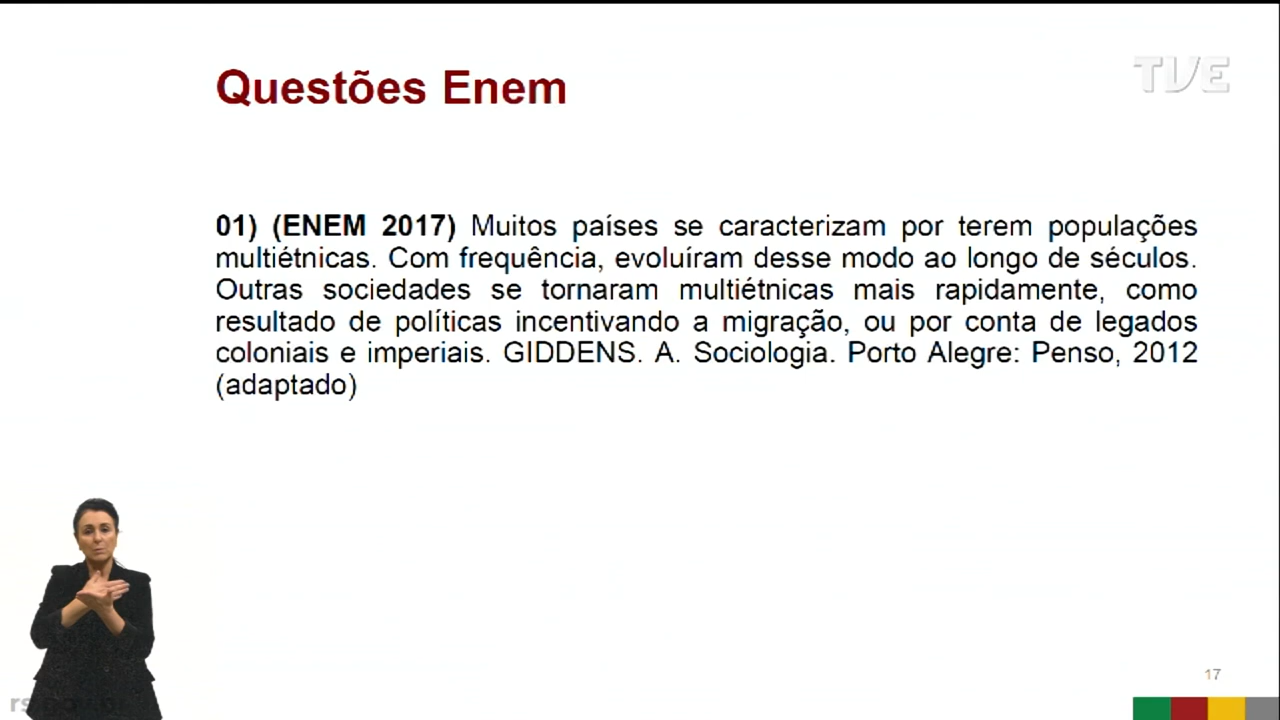 TVE
Questões Enem
01) (ENEM 2017) Muitos países se caracterizam por terem populações
multiétnicas. Com frequência, evoluíram desse modo ao longo de séculos.
Outras sociedades se tornaram multiétnicas mais rapidamente, como
resultado de políticas incentivando a migração, ou por conta de legados
coloniais e imperiais. GIDDENS. A. Sociologia. Porto Alegre: Penso, 2012
(adaptado)
17